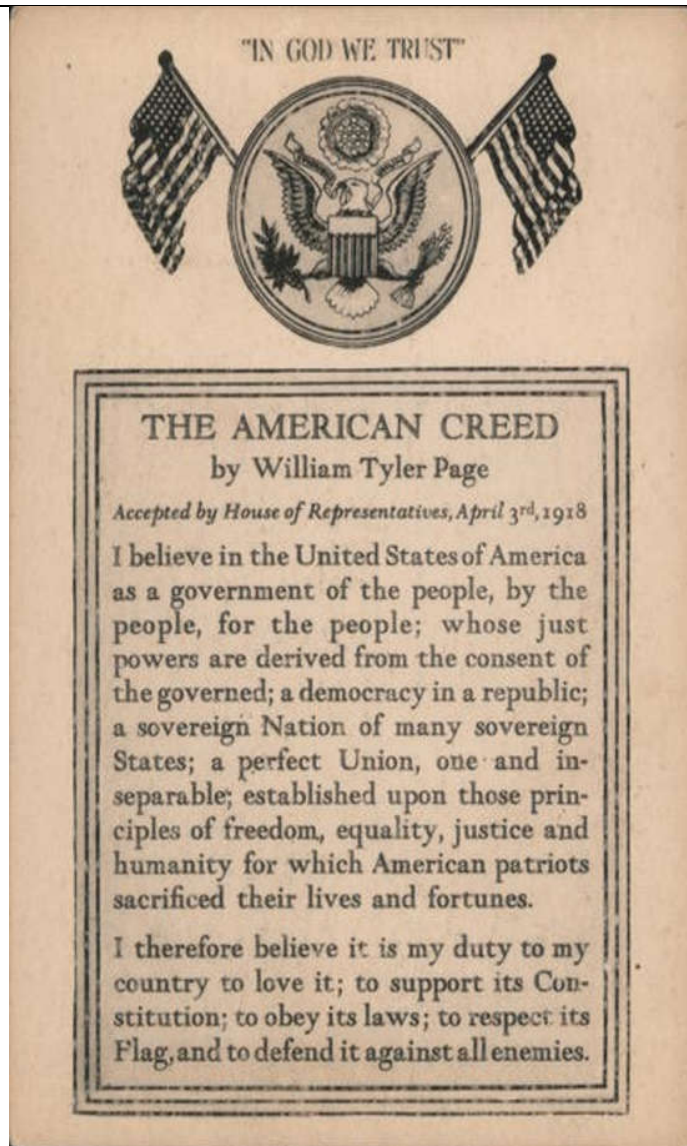 "IN GOD WE TRUST"
THE AMERICAN CREED
by William Tyler Page
Accepted by House of Representatives, April 3rd, 1918
I believe in the United States of America
as a government of the people, by the
people, for the people; whose just
powers are derived from the consent of
the governed; a democracy in a republic;
a sovereign Nation of many sovereign
States; a perfect Union, one and in-
separable; established upon those prin-
ciples of freedom, equality, justice and
humanity for which American patriots
sacrificed their lives and fortunes.
I therefore believe it is my duty to my
country to love it; to support its Con-
stitution; to obey its laws; to respect its
Flag, and to defend it against all enemies.